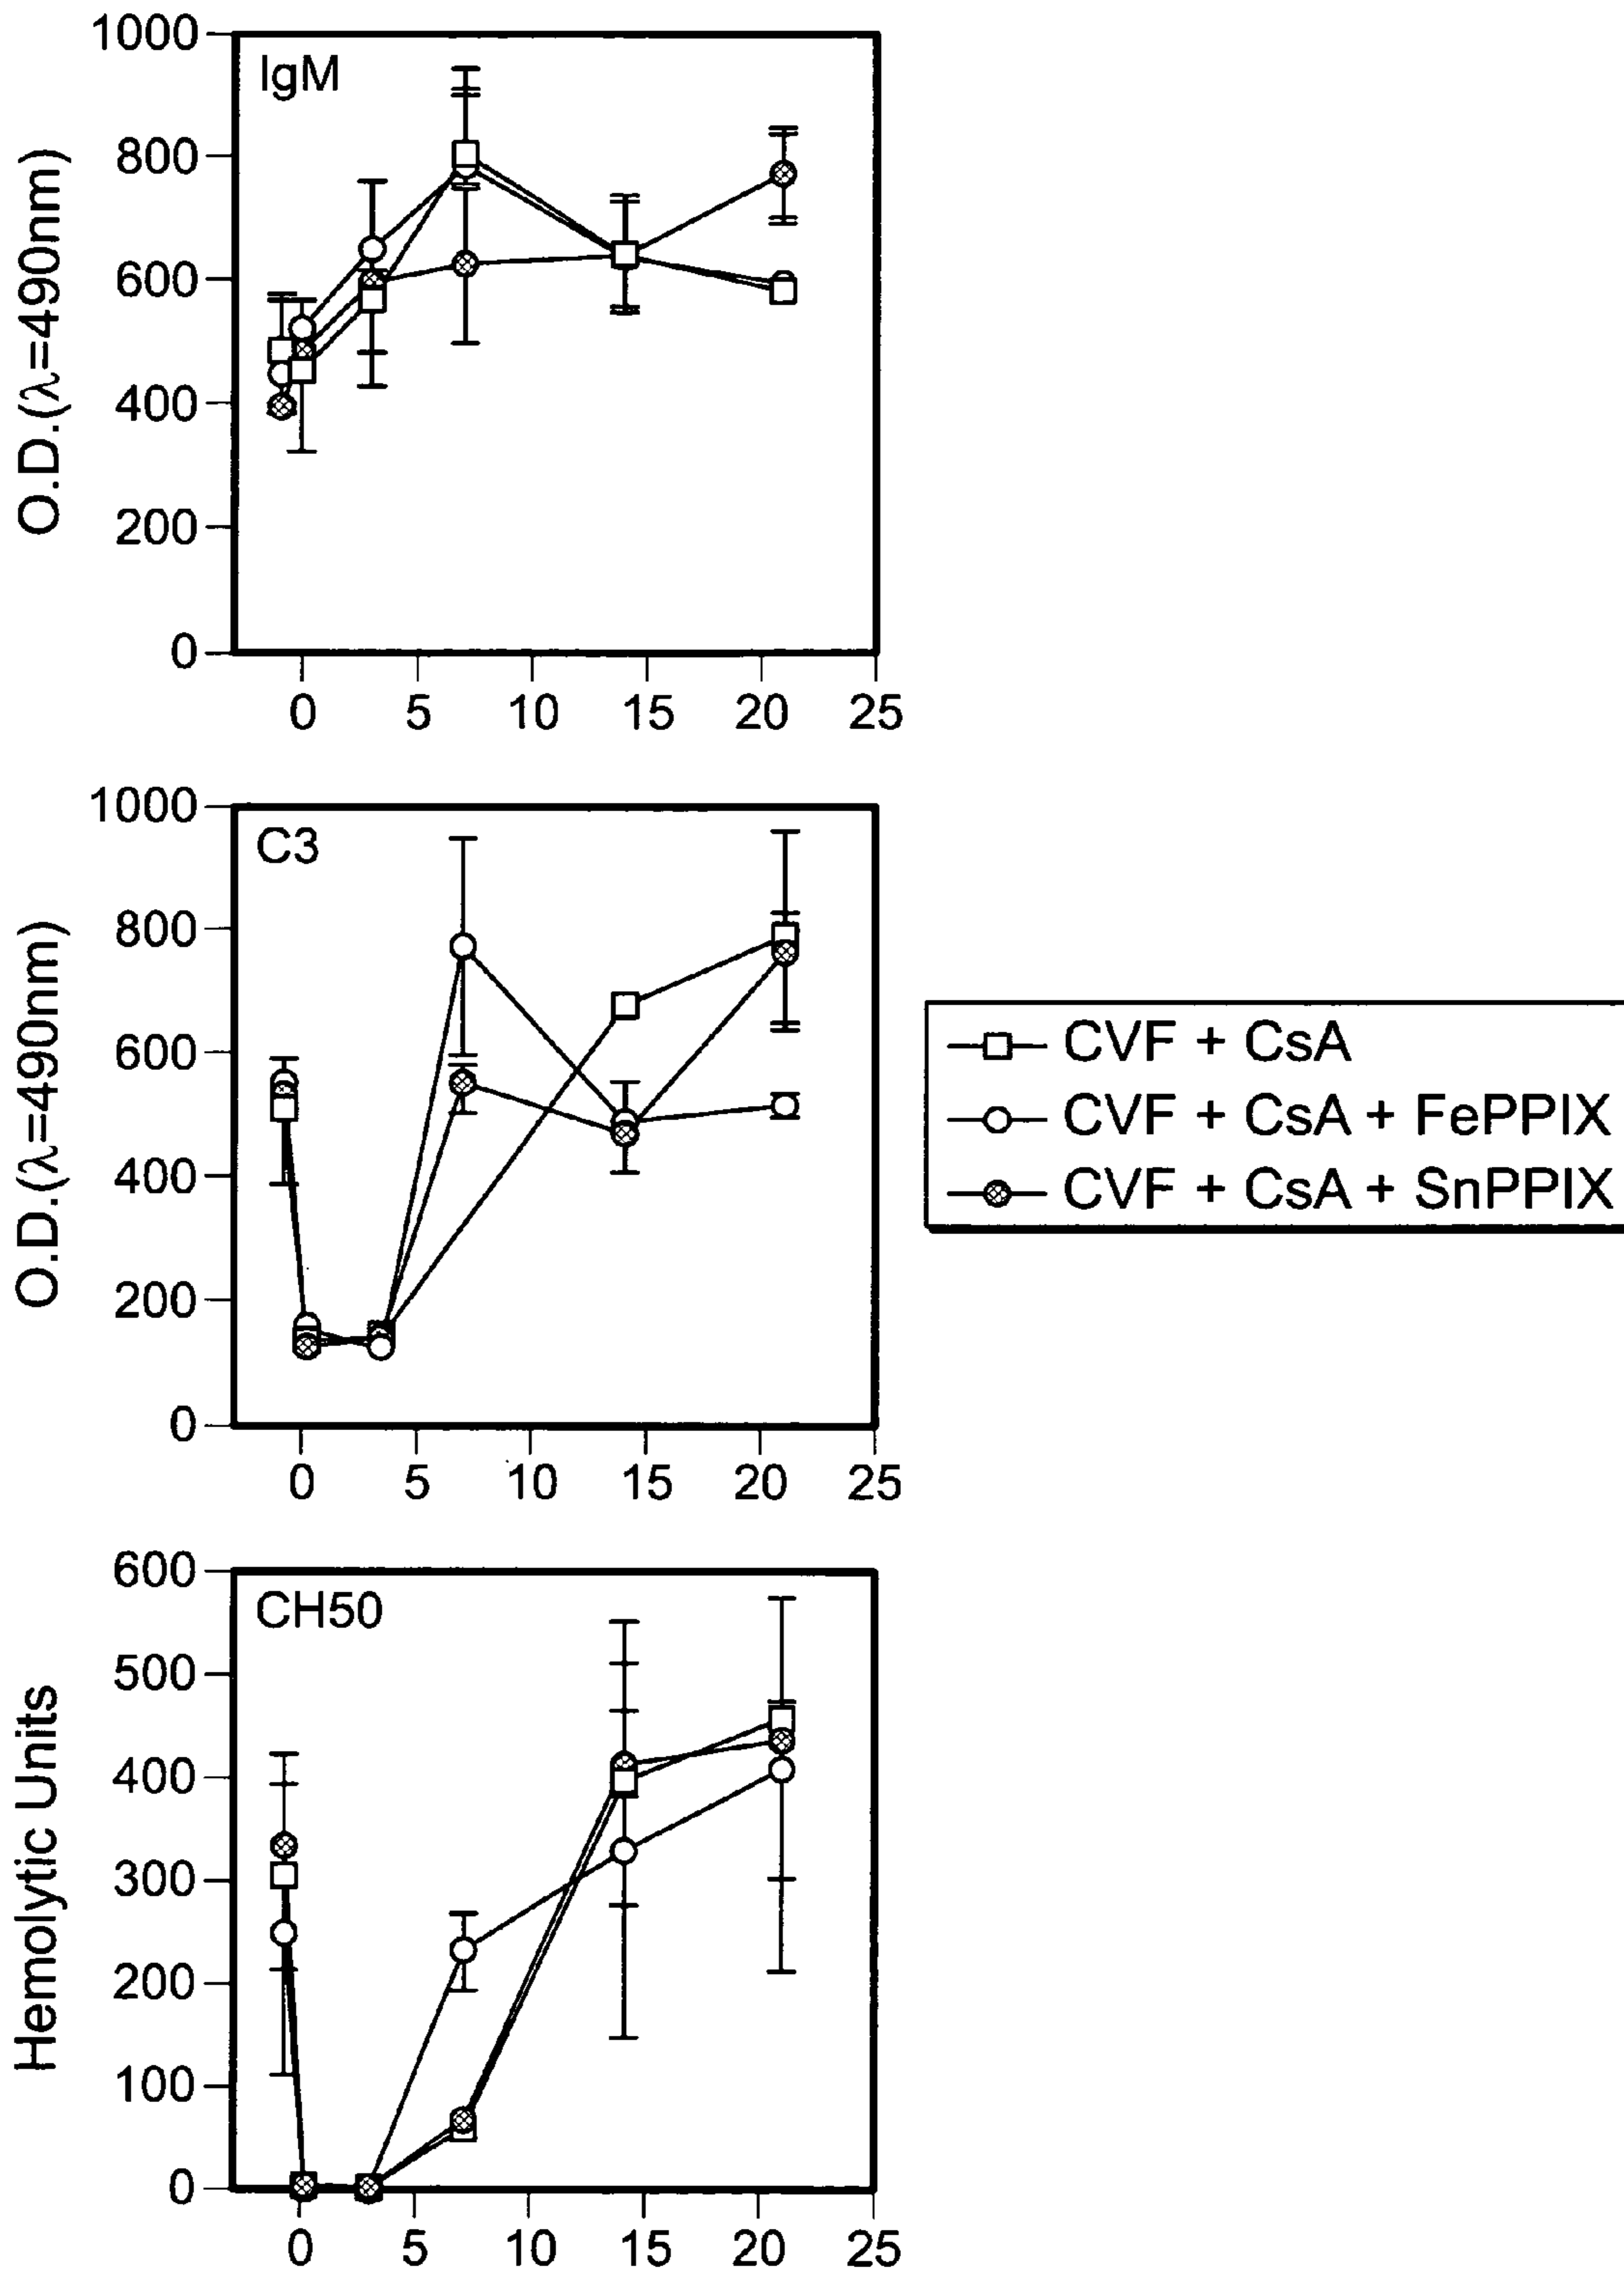 IgM
O.D.(λ=490nm)
1000
800
600
400
200
0
0 5 10 15 20 25
C3
O.D.(λ=490nm)
1000
800
600
400
200
0
0 5 10 15 20 25
CVF + CsA
CVF + CsA + FePPIX
CVF + CsA + SnPPIX
CH50
Hemolytic Units
600
500
400
300
200
100
0
0 5 10 15 20 25